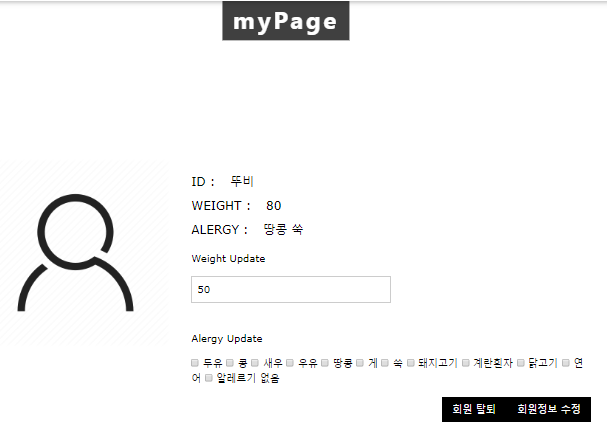 myPage
ID : 뚜비
WEIGHT : 80
ALERGY : 땅콩 쑥
Weight Update
50
Alergy Update
두유 콩 새우 우유 땅콩 게 쑥 돼지고기 계란흰자 닭고기 연
어 알레르기 없음
회원 탈퇴 회원정보 수정